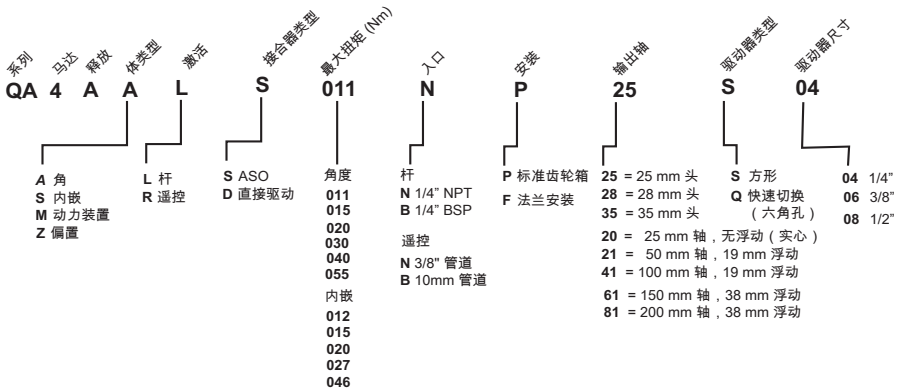 系列 马达 释放 体类型 激活 接合器类型 最大扭矩 (Nm) 入口 安装 输出轴 驱动器类型 驱动器尺寸
QA 4 A A L S 011 N P 25 S 04
A 角
S 内嵌
M 动力装置
Z 偏置
L 杆
R 遥控
S ASO
D 直接驱动
角度
011
015
020
030
040
055
内嵌
012
015
020
027
046
杆
N 1/4” NPT
B 1/4” BSP
遥控
N 3/8" 管道
B 10mm 管道
P 标准齿轮箱
F 法兰安装
25 = 25 mm 头
28 = 28 mm 头
35 = 35 mm 头
20 = 25 mm 轴，无浮动（实心）
21 = 50 mm 轴，19 mm 浮动
41 = 100 mm 轴，19 mm 浮动
61 = 150 mm 轴，38 mm 浮动
81 = 200 mm 轴，38 mm 浮动
S 方形
Q 快速切换
（六角孔）
04 1/4”
06 3/8”
08 1/2”